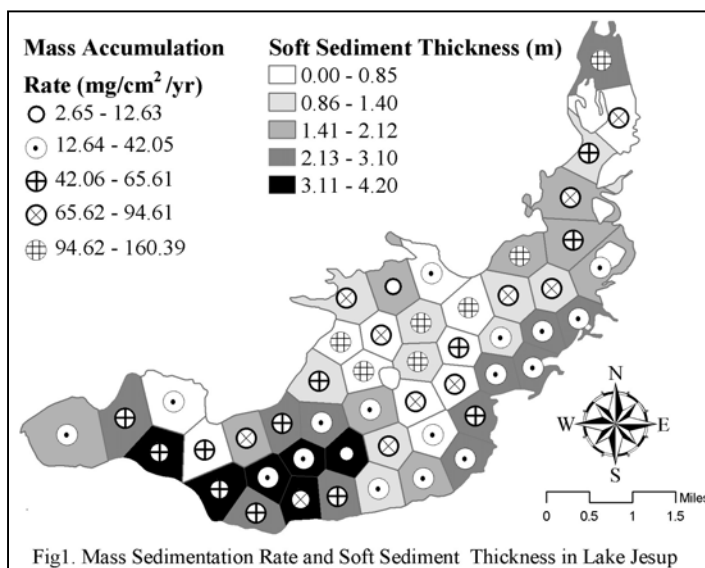 Mass Accumulation
Rate (mg/cm²/yr)
2.65 - 12.63
12.64 - 42.05
42.06 - 65.61
65.62 - 94.61
94.62 - 160.39
Soft Sediment Thickness (m)
0.00 - 0.85
0.86 - 1.40
1.41 - 2.12
2.13 - 3.10
3.11 - 4.20
N
W E
S
Miles
0 0.5 1 1.5
Fig1. Mass Sedimentation Rate and Soft Sediment Thickness in Lake Jesup